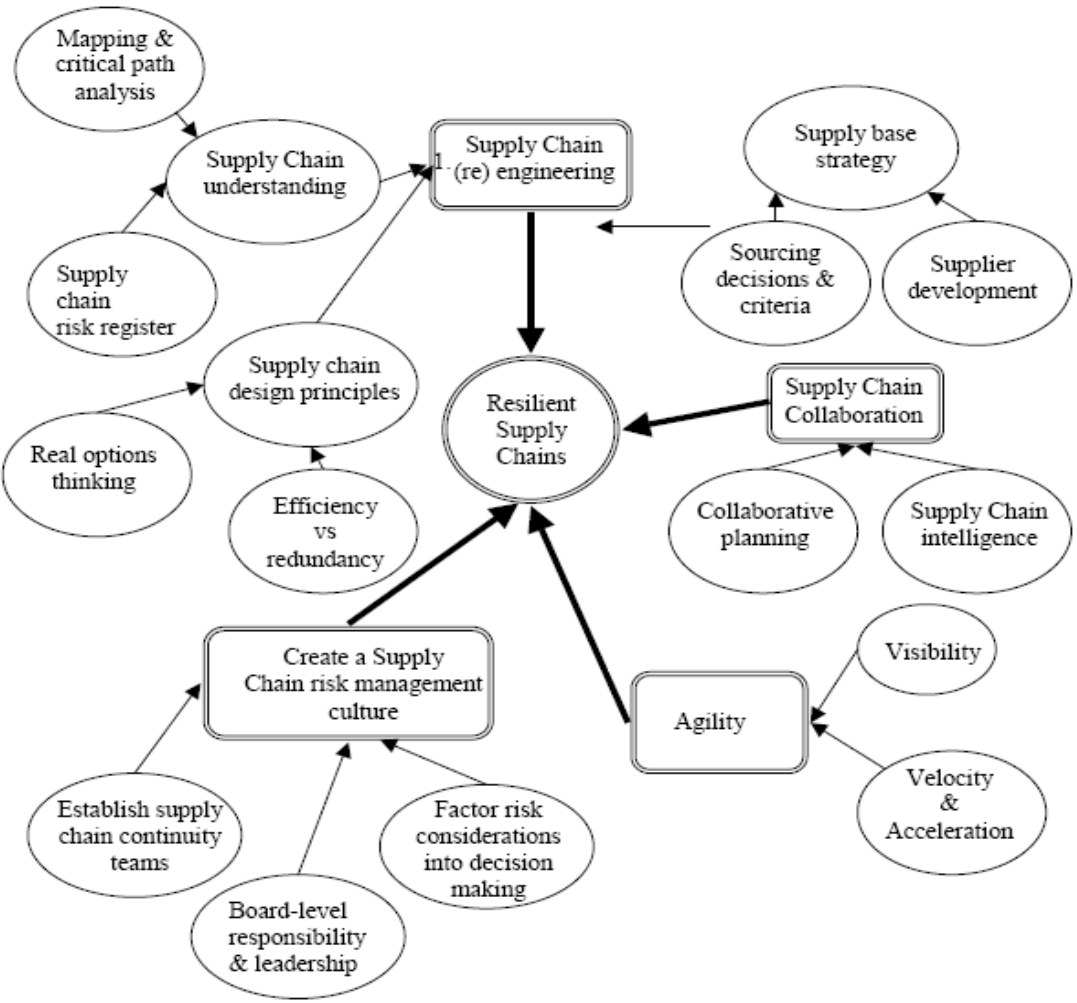 Mapping &
critical path
analysis
Supply Chain
understanding
Supply
chain
risk register
1.
Supply Chain
(re) engineering
Supply base
strategy
Sourcing
decisions &
criteria
Supplier
development
Supply chain
design principles
Real options
thinking
Efficiency
vs
redundancy
Resilient
Supply
Chains
Supply Chain
Collaboration
Collaborative
planning
Supply Chain
intelligence
Create a Supply
Chain risk management
culture
Agility
Visibility
Velocity
&
Acceleration
Establish supply
chain continuity
teams
Board-level
responsibility
& leadership
Factor risk
considerations
into decision
making